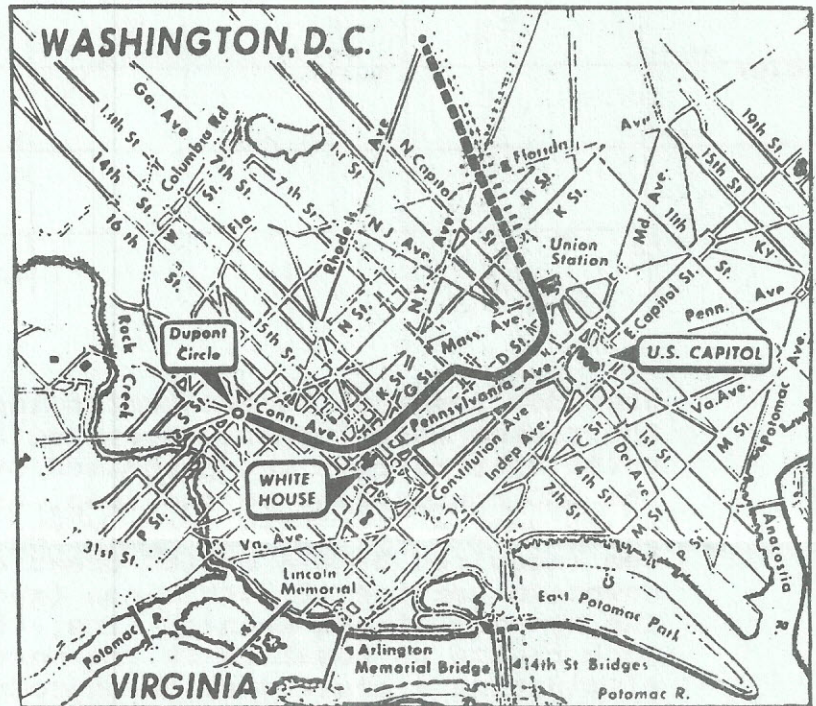 WASHINGTON, D. C.
Ga. Ave
13th St
14th St.
16th St.
Columbia Rd
7th St.
7th St.
1st St
Ave
N Capitol St
Florida Ave
M St.
K St.
Md. Ave.
11th St.
15th St
19th St.
Ky.
Fla.
W
Rhode Is
N J Ave.
N.Y. Ave
Union
Station
E Capitol St.
Penn. Ave
Rock Creek
Dupont
Circle
15th St
N St.
Mass. Ave.
K St
G St.
D St.
U.S. CAPITOL
Conn. Ave.
Pennsylvania Ave
S St.
Constitution Ave
Indep Ave.
C St.
Va.Ave.
Potomac Ave.
WHITE
HOUSE
4th St
7th St
De.Ave.
1st St
M St.
M St.
P St.
P St.
31st St.
Va. Ave.
Lincoln
Memorial
Anacostia
East Potomac Park
Potomac R.
Arlington
Memorial Bridge
14th St Bridges
VIRGINIA
Potomac R.